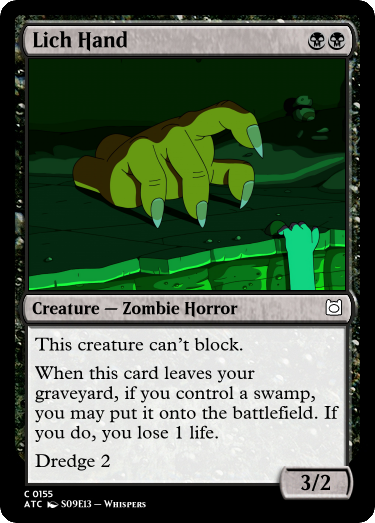 Lich Hand
Creature — Zombie Horror
This creature can't block.
When this card leaves your
graveyard, if you control a swamp,
you may put it onto the battlefield. If
you do, you lose 1 life.
Dredge 2
3/2
C 0155
ATC S09E13 — Whispers